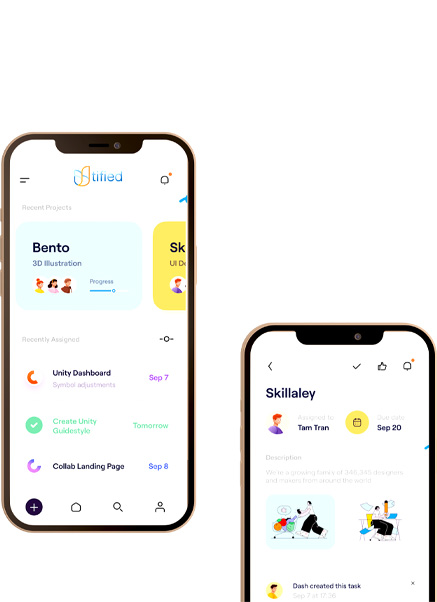 tified
Recent Projects
Bento
3D Illustration
Progress
Sk
UI De
Recently Assigned
Unity Dashboard
Symbol adjustments
Sep 7
Create Unity
Guidestyle
Tomorrow
Collab Landing Page
Sep 8
Skillaley
Assigned to
Tam Tran
Due date
Sep 20
Description
We're a growing family of designers
and makers from around the world.
Dash created this task
Sep 7 at 17:35